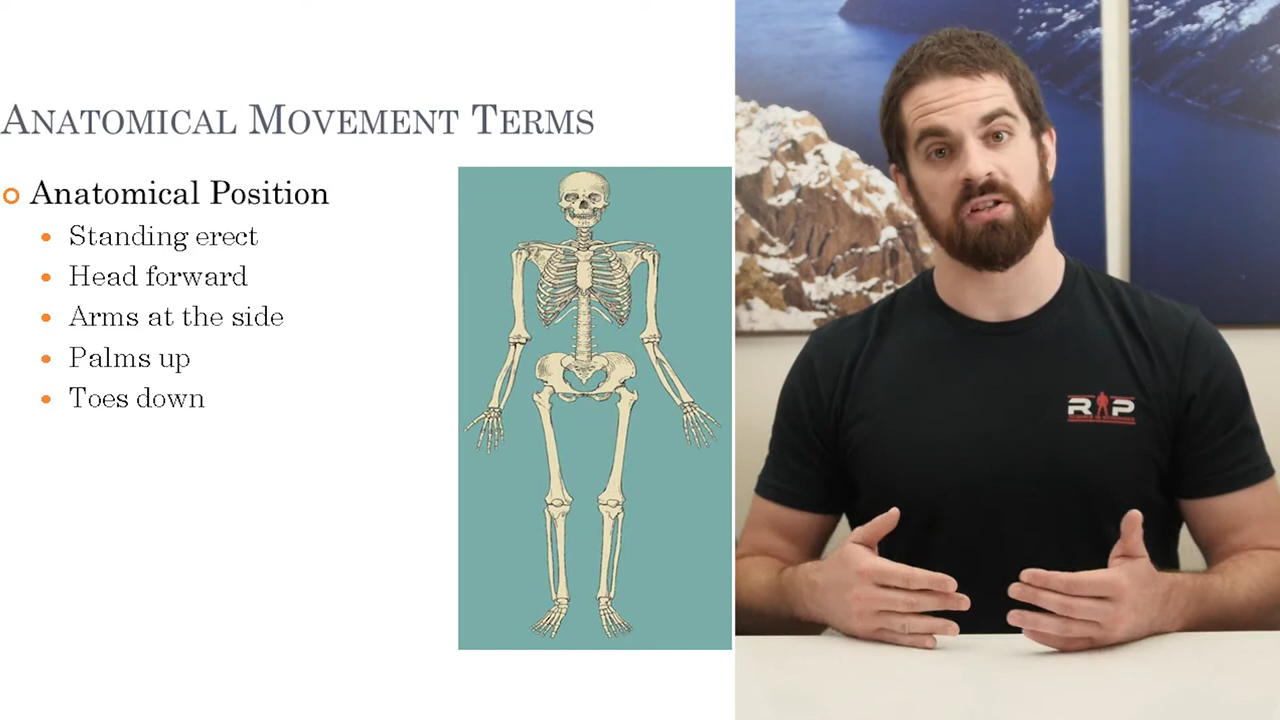 ANATOMICAL MOVEMENT TERMS
Anatomical Position
Standing erect
Head forward
Arms at the side
Palms up
Toes down
RP